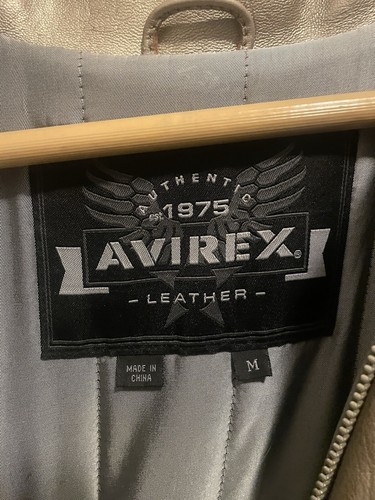 AUTHENTIC
est. 1975
AVIREX®
- LEATHER -
MADE IN
CHINA
M